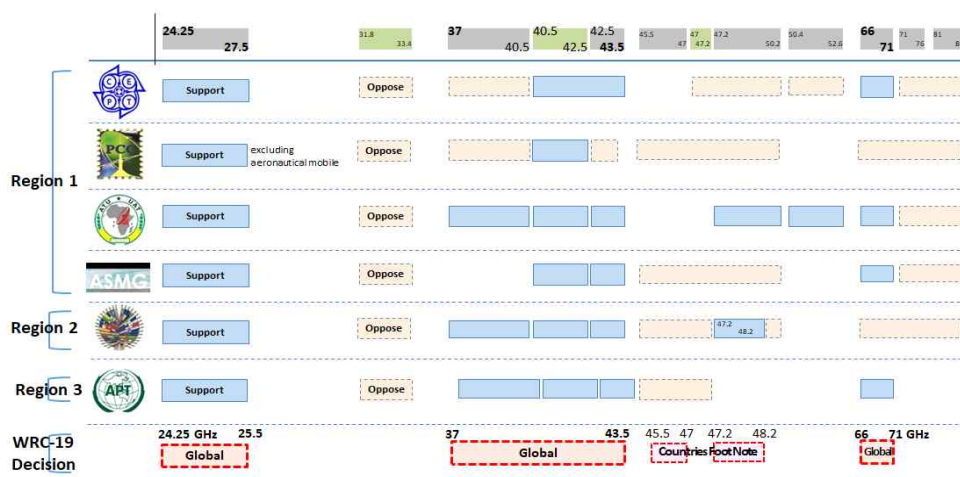 24.25 27.5
31.8 33.4
37 40.5
40.5 42.5
42.5 43.5
45.5 47
47 47.2
47.2 50.2
50.4 52.6
66 71
71 76
81
Region 1
C E P T
Support
Oppose
PCC
Support
excluding
aeronautical mobile
Oppose
ATU ★ UAT
Support
Oppose
ASMG
Support
Oppose
Region 2
Support
Oppose
47.2
48.2
Region 3
APT
Support
Oppose
WRC-19
Decision
24.25 GHz 25.5 37 43.5 45.5 47 47.2 48.2 66 71 GHz
Global Global Countries Foot Note Global